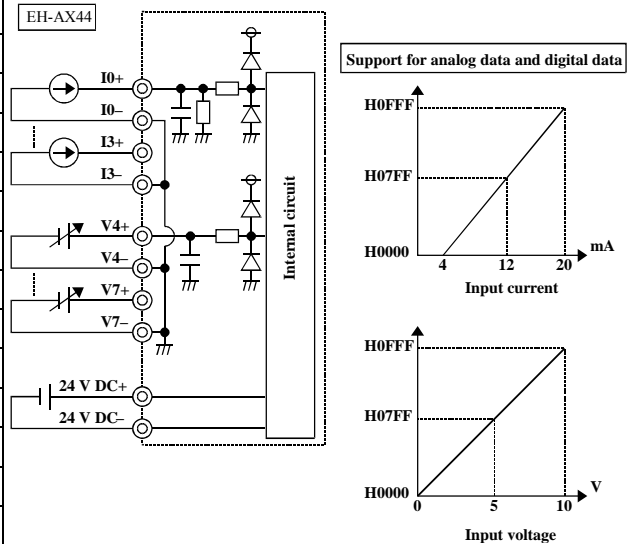 EH-AX44
I0+
I0–
I3+
I3–
V4+
V4–
V7+
V7–
24 V DC+
24 V DC–
Internal circuit
Support for analog data and digital data
H0FFF
H07FF
H0000
4 12 20 mA
Input current
H0FFF
H07FF
H0000
0 5 10 V
Input voltage